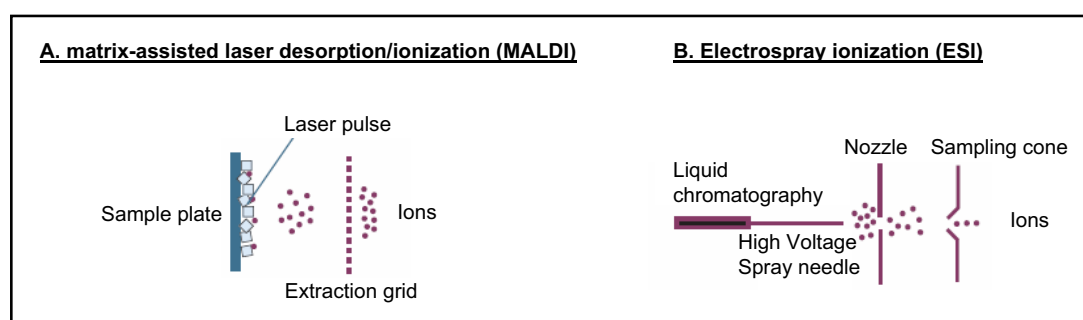 A. matrix-assisted laser desorption/ionization (MALDI)
Laser pulse
Sample plate
Ions
Extraction grid
B. Electrospray ionization (ESI)
Nozzle
Sampling cone
Liquid
chromatography
Ions
High Voltage
Spray needle